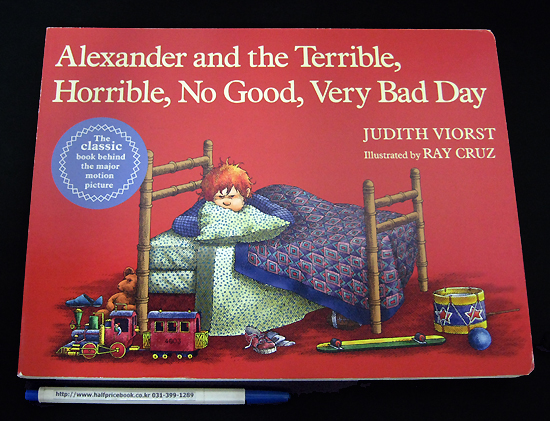 Alexander and the Terrible,
Horrible, No Good, Very Bad Day
JUDITH VIORST
Illustrated by RAY CRUZ
The
classic
book behind
the major
motion
picture
http://www.halfpricebook.co.kr 031-399-1289